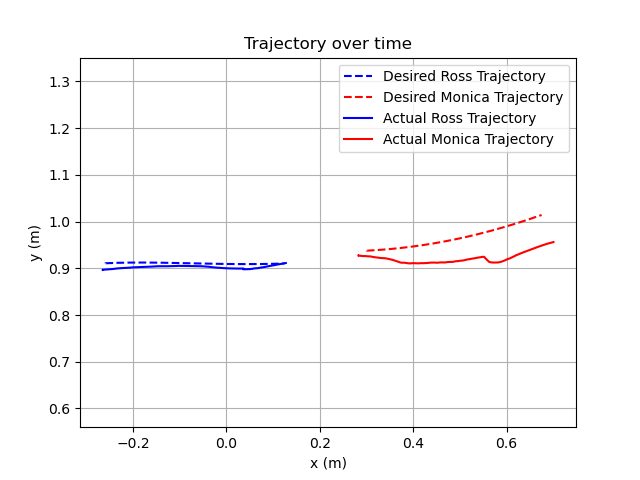 Trajectory over time
Desired Ross Trajectory
Desired Monica Trajectory
Actual Ross Trajectory
Actual Monica Trajectory
1.3
1.2
1.1
1.0
0.9
0.8
0.7
0.6
y (m)
−0.2 0.0 0.2 0.4 0.6
x (m)